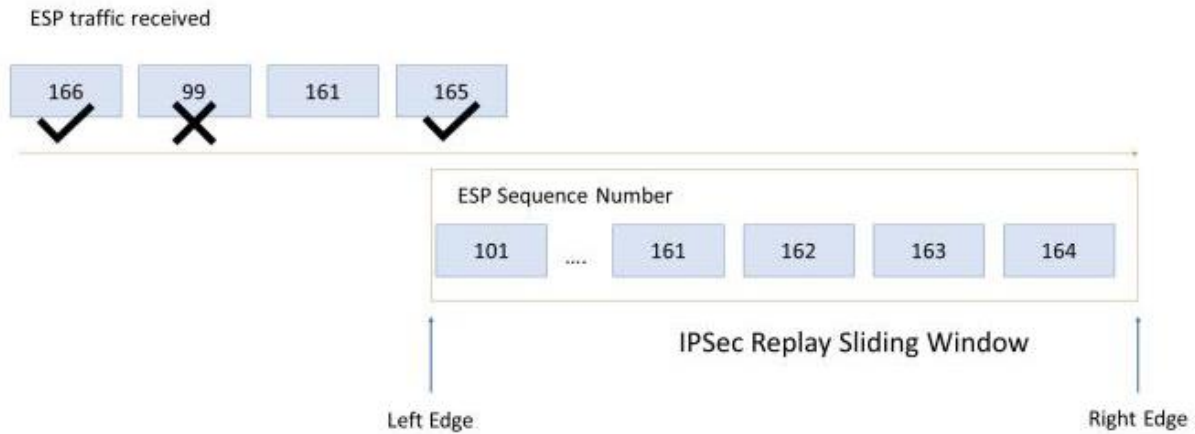 ESP traffic received
166 99 161 165
ESP Sequence Number
101 .... 161 162 163 164
IPSec Replay Sliding Window
Left Edge
Right Edge